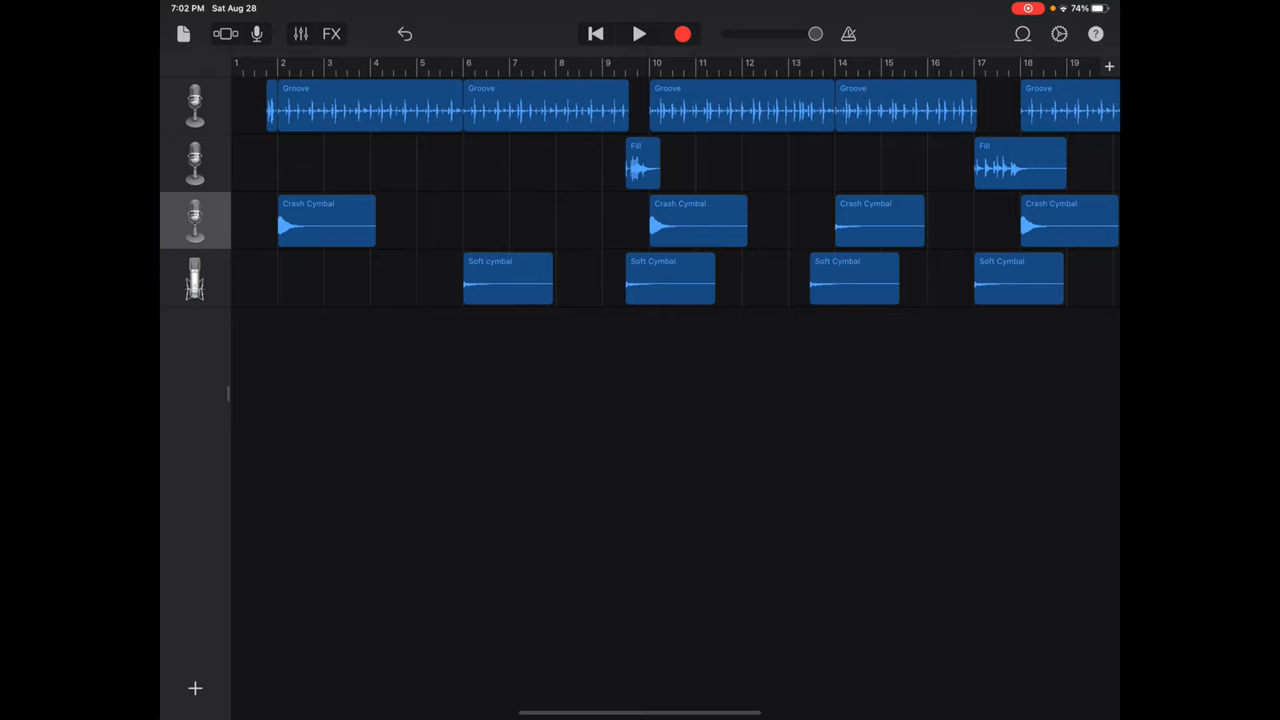 7:02 PM Sat Aug 28
74%
FX
?
1 2 3 4 5 6 7 8 9 10 11 12 13 14 15 16 17 18 19 +
Groove Groove Groove Groove Groove
Fill Fill
Crash Cymbal Crash Cymbal Crash Cymbal Crash Cymbal
Soft cymbal Soft Cymbal Soft Cymbal Soft Cymbal
+